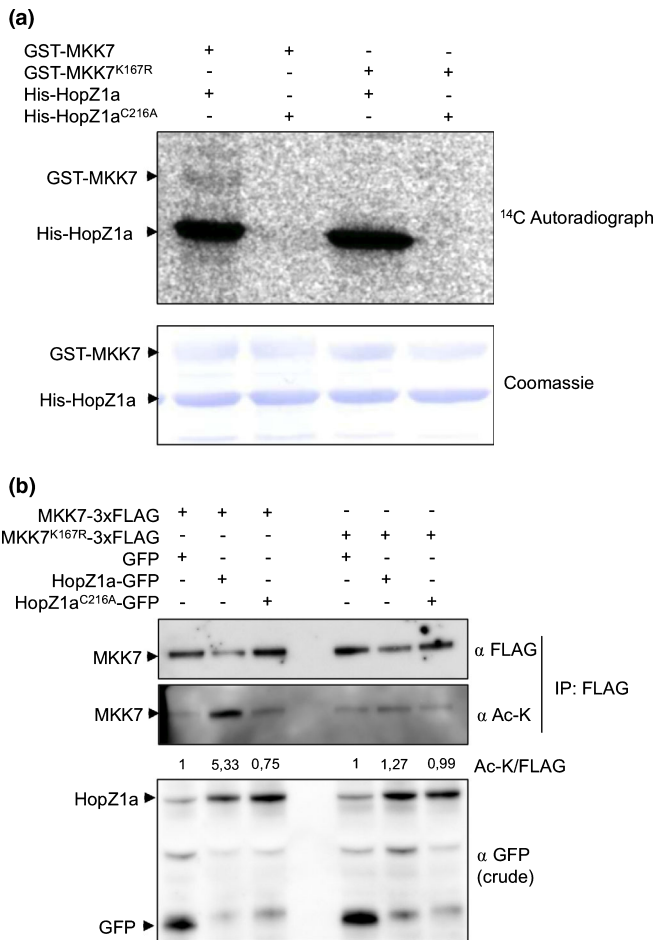 (a)
GST-MKK7 + + - -
GST-MKK7K167R - - + +
His-HopZ1a + - + -
His-HopZ1aC216A - + - +
GST-MKK7
His-HopZ1a
14C Autoradiograph
GST-MKK7
His-HopZ1a
Coomassie
(b)
MKK7-3xFLAG + + + - - -
MKK7K167R-3xFLAG - - - + + +
GFP + - - + - -
HopZ1a-GFP - + - - + -
HopZ1aC216A-GFP - - + - - +
MKK7
α FLAG
IP: FLAG
MKK7
α Ac-K
1 5,33 0,75 1 1,27 0,99 Ac-K/FLAG
HopZ1a
α GFP
(crude)
GFP